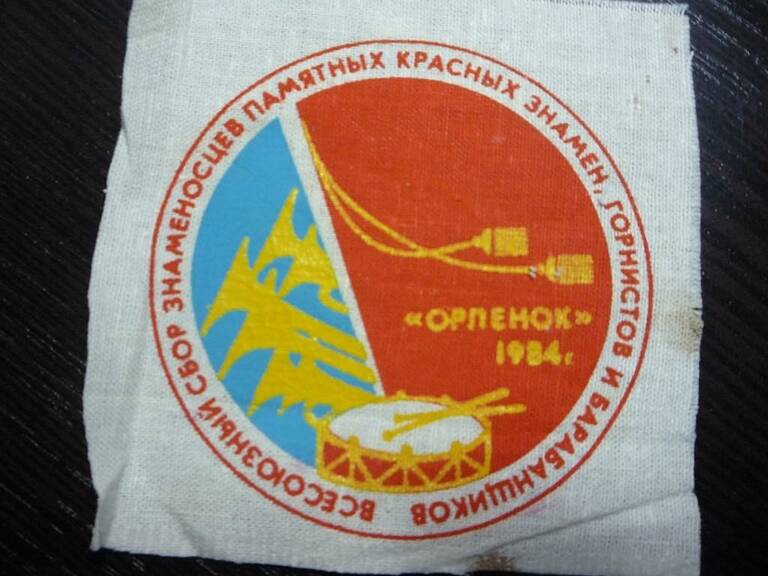 ВСЕСОЮЗНЫЙ СБОР ЗНАМЕНОСЦЕВ ПАМЯТНЫХ КРАСНЫХ ЗНАМЕН, ГОРНИСТОВ И БАРАБАНЩИКОВ
«ОРЛЕНОК»
1984г.